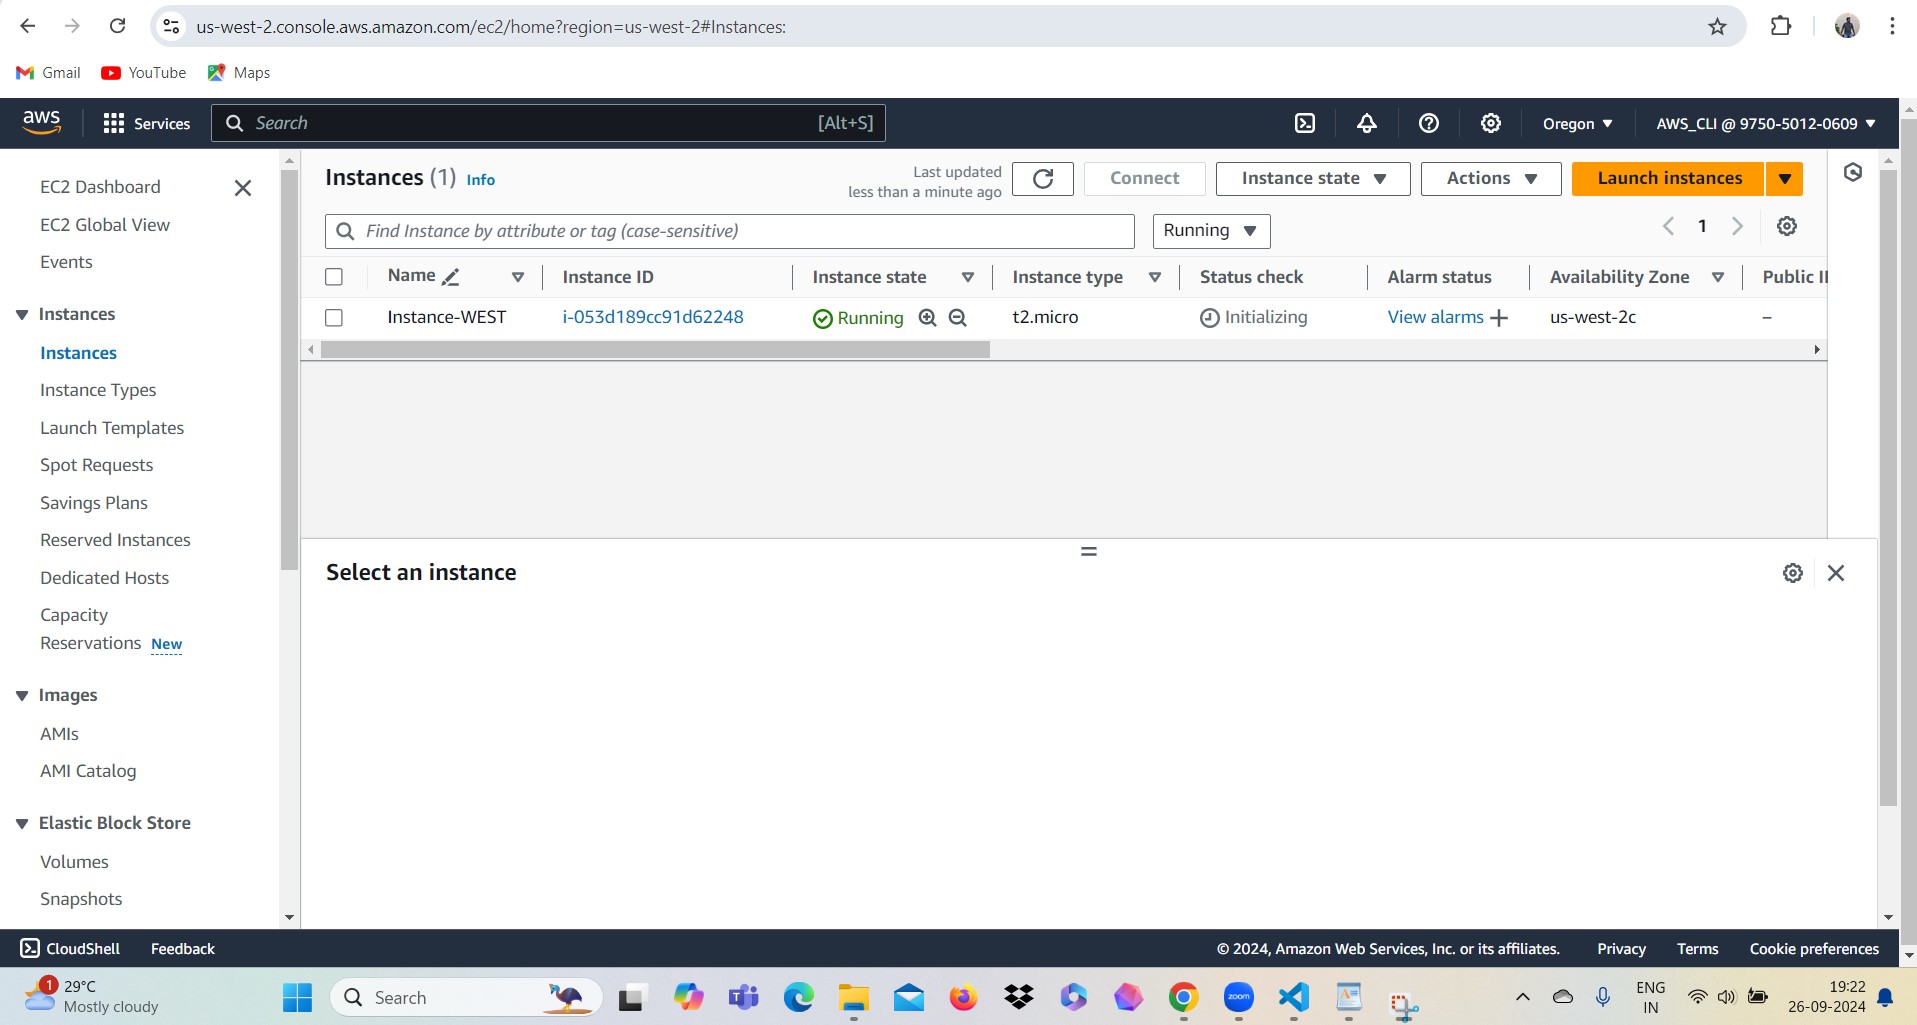 us-west-2.console.aws.amazon.com/ec2/home?region=us-west-2#Instances:
Gmail YouTube Maps
aws Services Search [Alt+S] Oregon AWS_CLI @ 9750-5012-0609
EC2 Dashboard
EC2 Global View
Events
Instances
Instances
Instance Types
Launch Templates
Spot Requests
Savings Plans
Reserved Instances
Dedicated Hosts
Capacity
Reservations New
Images
AMIs
AMI Catalog
Elastic Block Store
Volumes
Snapshots
Instances (1) Info
Last updated
less than a minute ago
Connect Instance state Actions Launch instances
Find Instance by attribute or tag (case-sensitive) Running 1
Name Instance ID Instance state Instance type Status check Alarm status Availability Zone Public
Instance-WEST i-053d189cc91d62248 Running t2.micro Initializing View alarms + us-west-2c –
Select an instance
CloudShell Feedback © 2024, Amazon Web Services, Inc. or its affiliates. Privacy Terms Cookie preferences
1 29°C
Mostly cloudy
Search
zoom
ENG
IN
19:22
26-09-2024